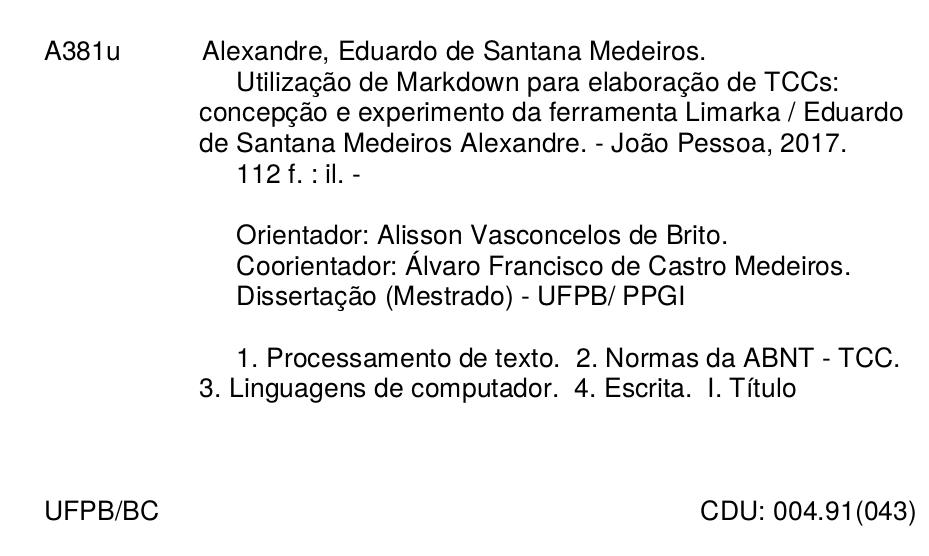 A381u Alexandre, Eduardo de Santana Medeiros.
Utilização de Markdown para elaboração de TCCs:
concepção e experimento da ferramenta Limarka / Eduardo
de Santana Medeiros Alexandre. - João Pessoa, 2017.
112 f. : il. -
Orientador: Alisson Vasconcelos de Brito.
Coorientador: Álvaro Francisco de Castro Medeiros.
Dissertação (Mestrado) - UFPB/ PPGI
1. Processamento de texto. 2. Normas da ABNT - TCC.
3. Linguagens de computador. 4. Escrita. I. Título
UFPB/BC CDU: 004.91(043)